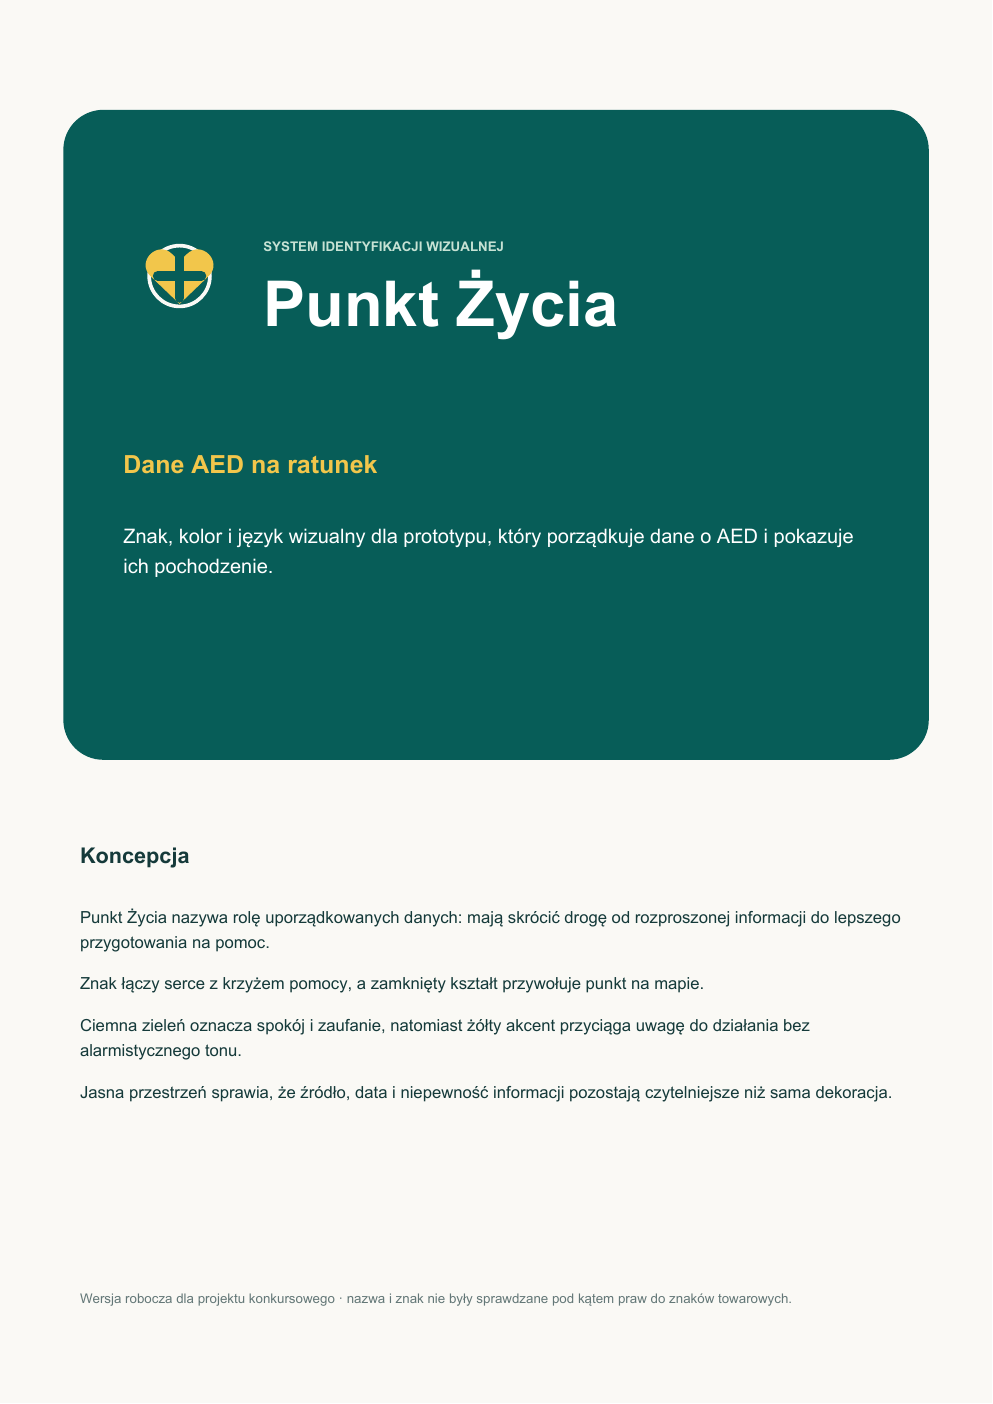 SYSTEM IDENTYFIKACJI WIZUALNEJ
Punkt Życia
Dane AED na ratunek
Znak, kolor i język wizualny dla prototypu, który porządkuje dane o AED i pokazuje
ich pochodzenie.
Koncepcja
Punkt Życia nazywa rolę uporządkowanych danych: mają skrócić drogę od rozproszonej informacji do lepszego
przygotowania na pomoc.
Znak łączy serce z krzyżem pomocy, a zamknięty kształt przywołuje punkt na mapie.
Ciemna zieleń oznacza spokój i zaufanie, natomiast żółty akcent przyciąga uwagę do działania bez
alarmistycznego tonu.
Jasna przestrzeń sprawia, że źródło, data i niepewność informacji pozostają czytelniejsze niż sama dekoracja.
Wersja robocza dla projektu konkursowego · nazwa i znak nie były sprawdzane pod kątem praw do znaków towarowych.